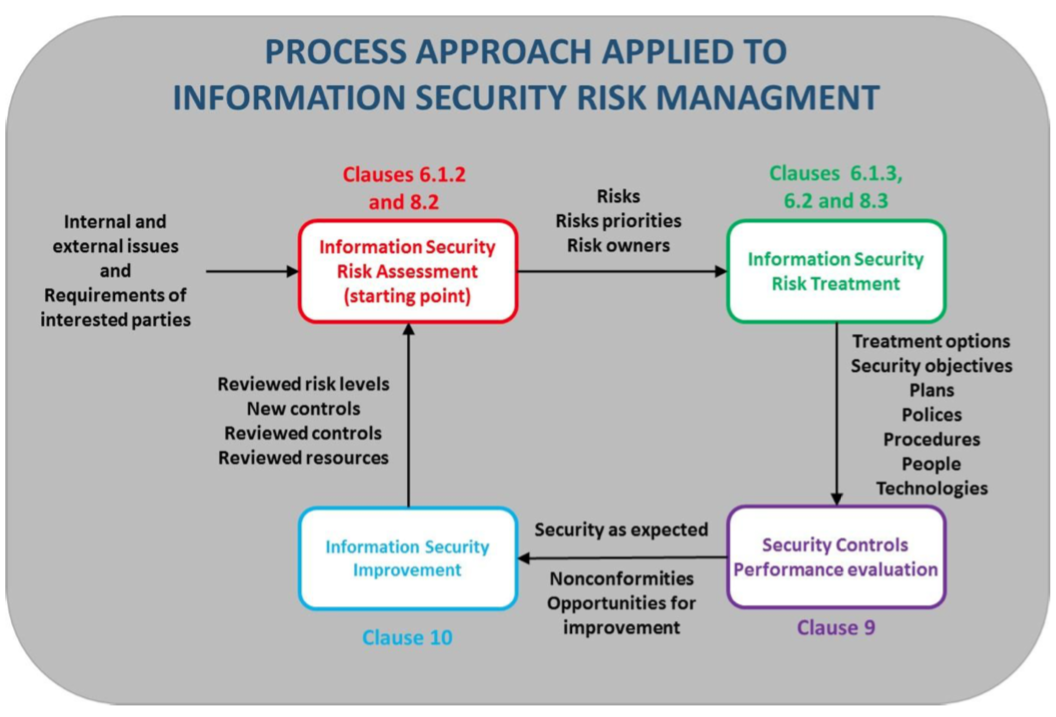 PROCESS APPROACH APPLIED TO
INFORMATION SECURITY RISK MANAGMENT
Internal and
external issues
and
Requirements of
interested parties
Clauses 6.1.2
and 8.2
Information Security
Risk Assessment
(starting point)
Risks
Risks priorities
Risk owners
Clauses 6.1.3,
6.2 and 8.3
Information Security
Risk Treatment
Treatment options
Security objectives
Plans
Polices
Procedures
People
Technologies
Security Controls
Performance evaluation
Clause 9
Security as expected
Nonconformities
Opportunities for
improvement
Information Security
Improvement
Clause 10
Reviewed risk levels
New controls
Reviewed controls
Reviewed resources